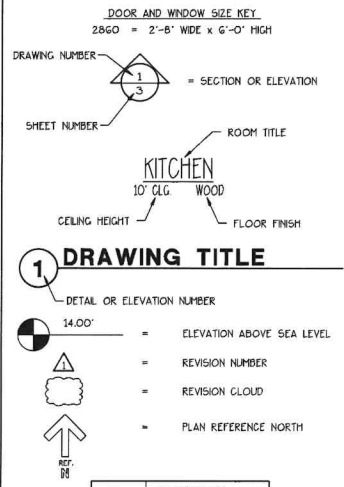 DOOR AND WINDOW SIZE KEY
2860 = 2'-8" WIDE x 6'-0" HIGH
DRAWING NUMBER
1
3
= SECTION OR ELEVATION
SHEET NUMBER
ROOM TITLE
KITCHEN
10' CLG. WOOD
CEILING HEIGHT
FLOOR FINISH
1 DRAWING TITLE
DETAIL OR ELEVATION NUMBER
14.00' = ELEVATION ABOVE SEA LEVEL
1 = REVISION NUMBER
= REVISION CLOUD
= PLAN REFERENCE NORTH
REF.
N